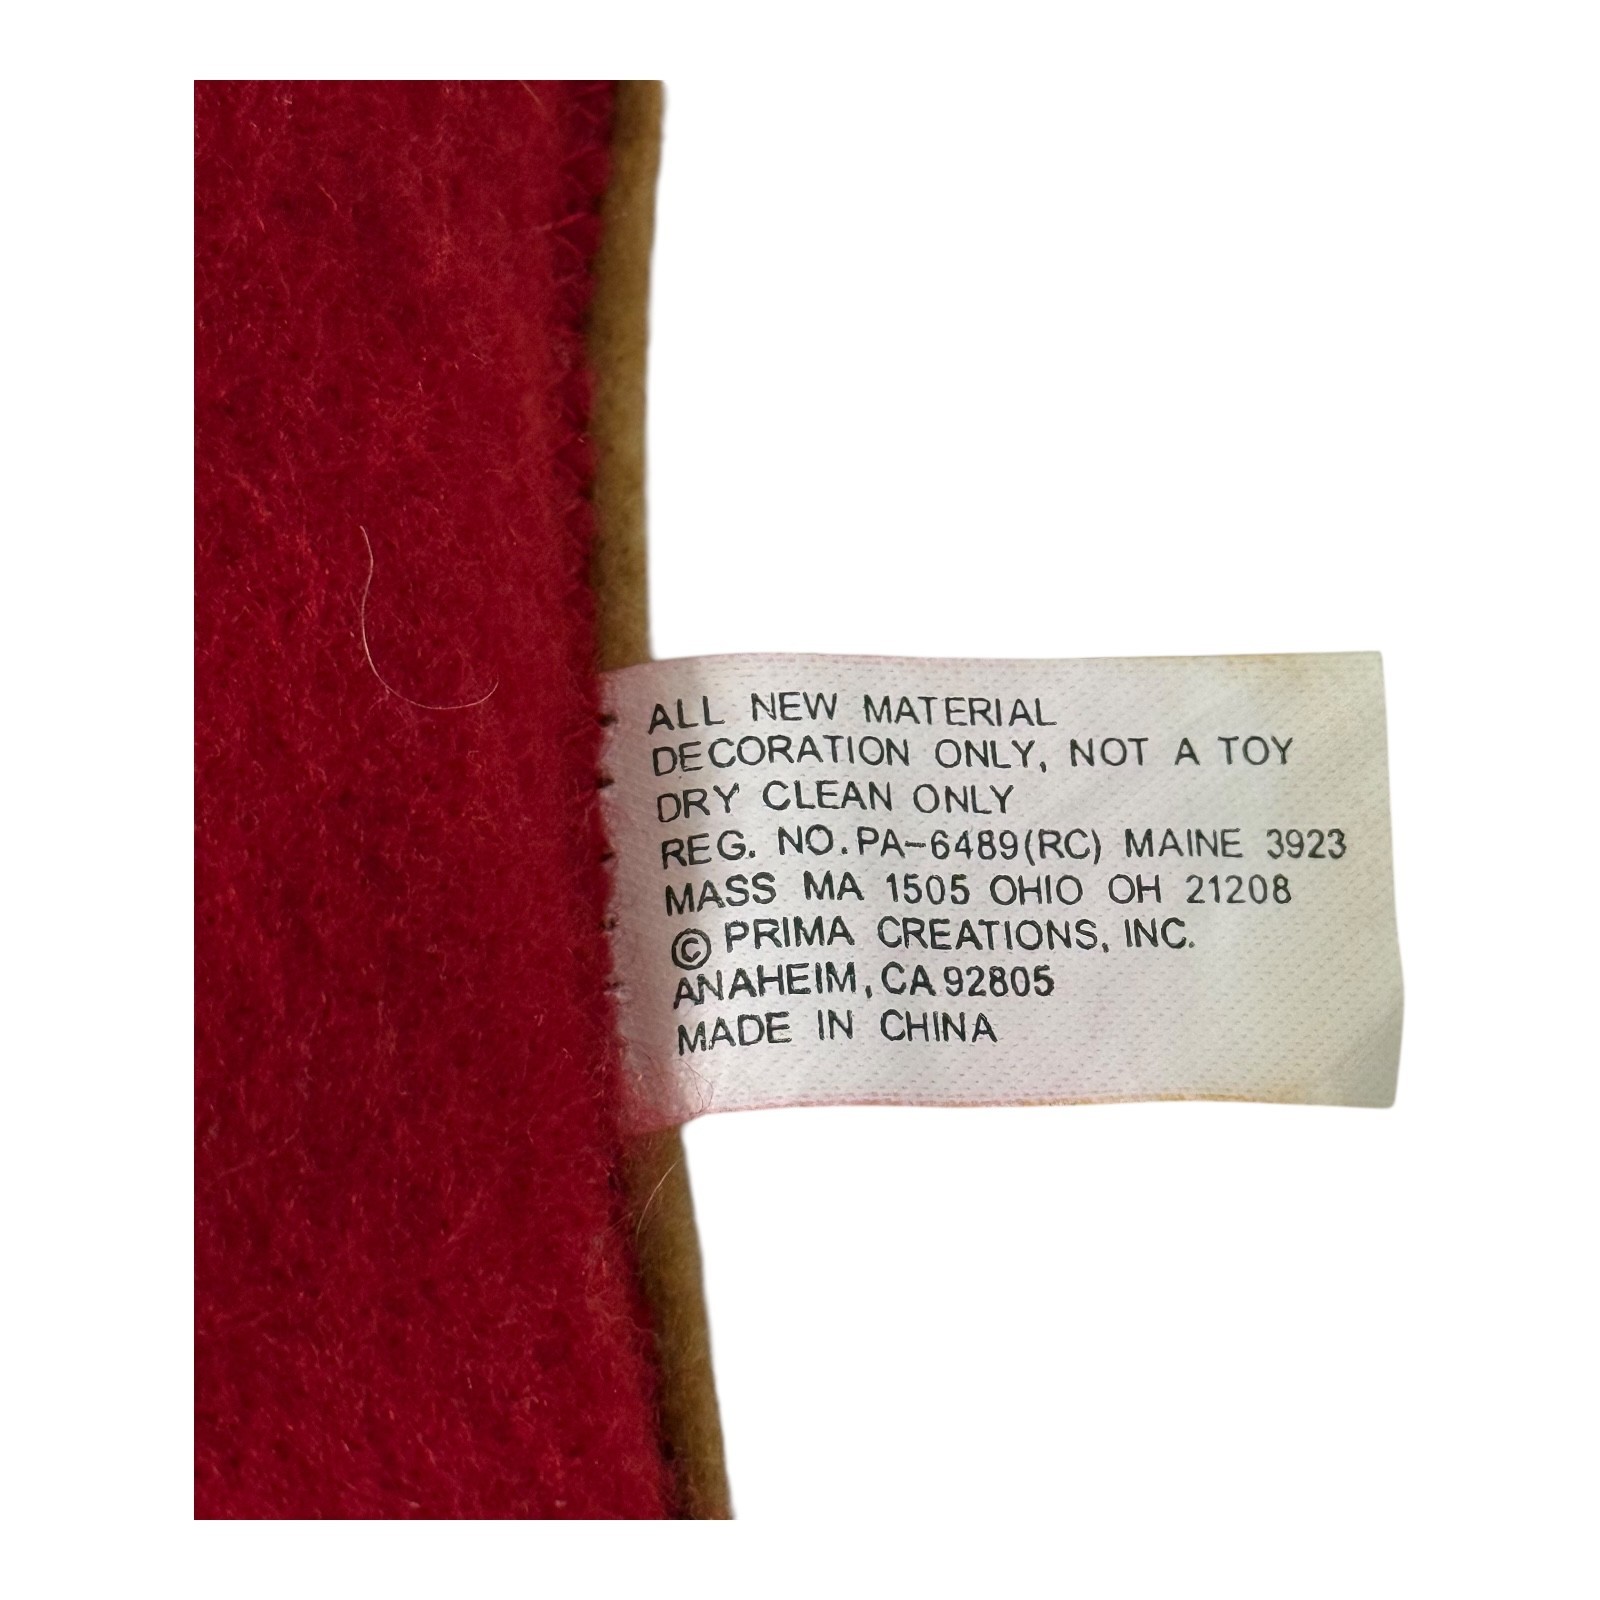 ALL NEW MATERIAL
DECORATION ONLY, NOT A TOY
DRY CLEAN ONLY
REG. NO. PA-6489(RC) MAINE 3923
MASS MA 1505 OHIO OH 21208
© PRIMA CREATIONS, INC.
ANAHEIM, CA 92805
MADE IN CHINA